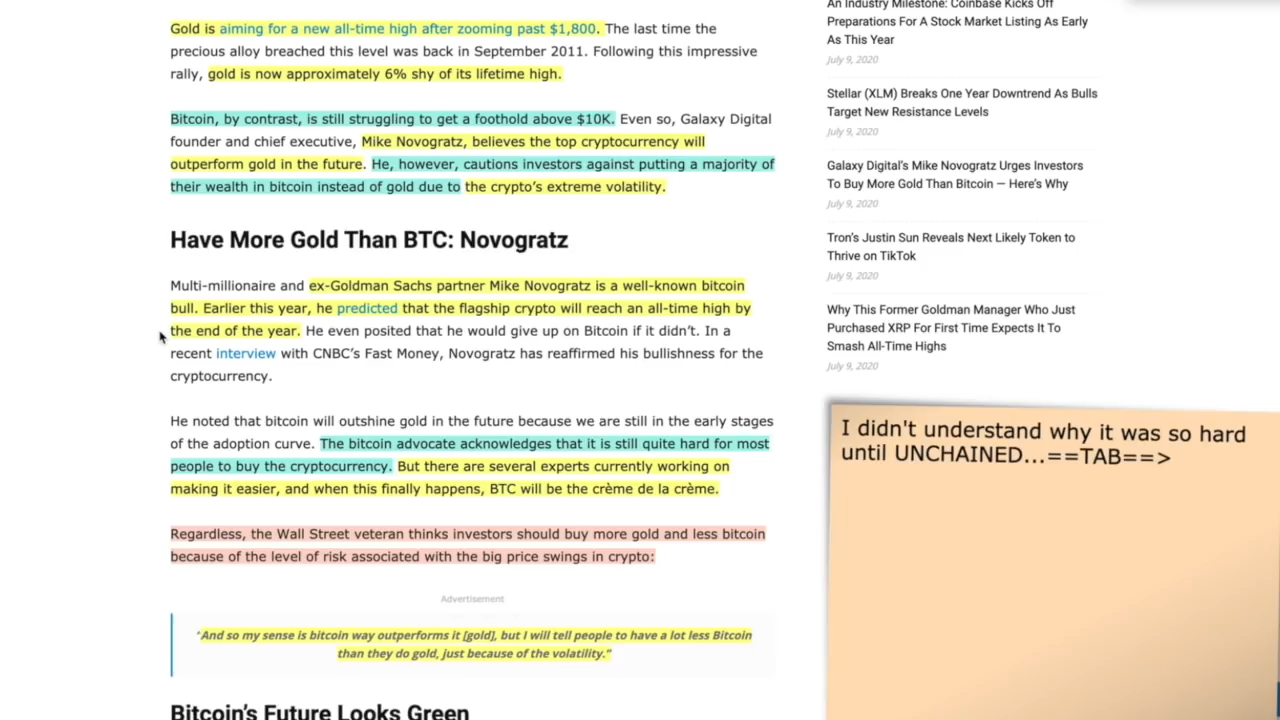 Gold is aiming for a new all-time high after zooming past $1,800. The last time the
precious alloy breached this level was back in September 2011. Following this impressive
rally, gold is now approximately 6% shy of its lifetime high.
Bitcoin, by contrast, is still struggling to get a foothold above $10K. Even so, Galaxy Digital
founder and chief executive, Mike Novogratz, believes the top cryptocurrency will
outperform gold in the future. He, however, cautions investors against putting a majority of
their wealth in bitcoin instead of gold due to the crypto's extreme volatility.
Have More Gold Than BTC: Novogratz
Multi-millionaire and ex-Goldman Sachs partner Mike Novogratz is a well-known bitcoin
bull. Earlier this year, he predicted that the flagship crypto will reach an all-time high by
the end of the year. He even posited that he would give up on Bitcoin if it didn't. In a
recent interview with CNBC's Fast Money, Novogratz has reaffirmed his bullishness for the
cryptocurrency.
He noted that bitcoin will outshine gold in the future because we are still in the early stages
of the adoption curve. The bitcoin advocate acknowledges that it is still quite hard for most
people to buy the cryptocurrency. But there are several experts currently working on
making it easier, and when this finally happens, BTC will be the crème de la crème.
Regardless, the Wall Street veteran thinks investors should buy more gold and less bitcoin
because of the level of risk associated with the big price swings in crypto:
Advertisement
"And so my sense is bitcoin way outperforms it [gold], but I will tell people to have a lot less Bitcoin
than they do gold, just because of the volatility."
Bitcoin's Future Looks Green
An Industry Milestone: Coinbase Kicks Off
Preparations For A Stock Market Listing As Early
As This Year
July 9, 2020
Stellar (XLM) Breaks One Year Downtrend As Bulls
Target New Resistance Levels
July 9, 2020
Galaxy Digital's Mike Novogratz Urges Investors
To Buy More Gold Than Bitcoin — Here's Why
July 9, 2020
Tron's Justin Sun Reveals Next Likely Token to
Thrive on TikTok
July 9, 2020
Why This Former Goldman Manager Who Just
Purchased XRP For First Time Expects It To
Smash All-Time Highs
July 9, 2020
I didn't understand why it was so hard
until UNCHAINED...==TAB==>